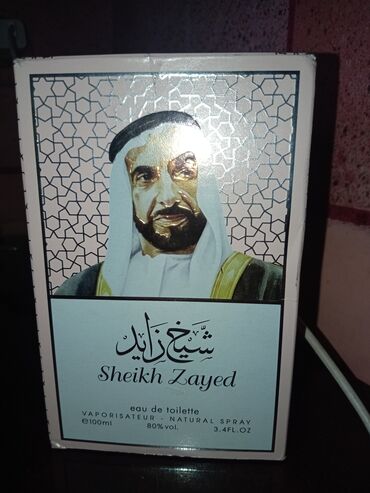 شيخ زايد
Sheikh Zayed
eau de toilette
VAPORISATEUR - NATURAL SPRAY
℮100ml 80%vol. 3.4FL.OZ